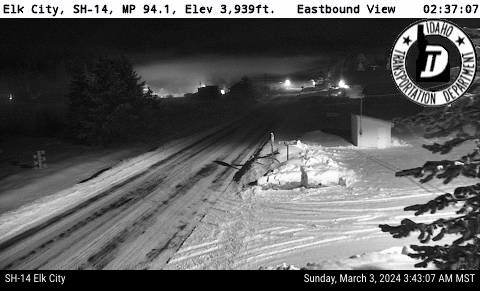 Elk City, SH-14, MP 94.1, Elev 3,939ft. Eastbound View 02:37:07
IDAHO
TRANSPORTATION DEPARTMENT
SH-14 Elk City Sunday, March 3, 2024 3:43:07 AM MST